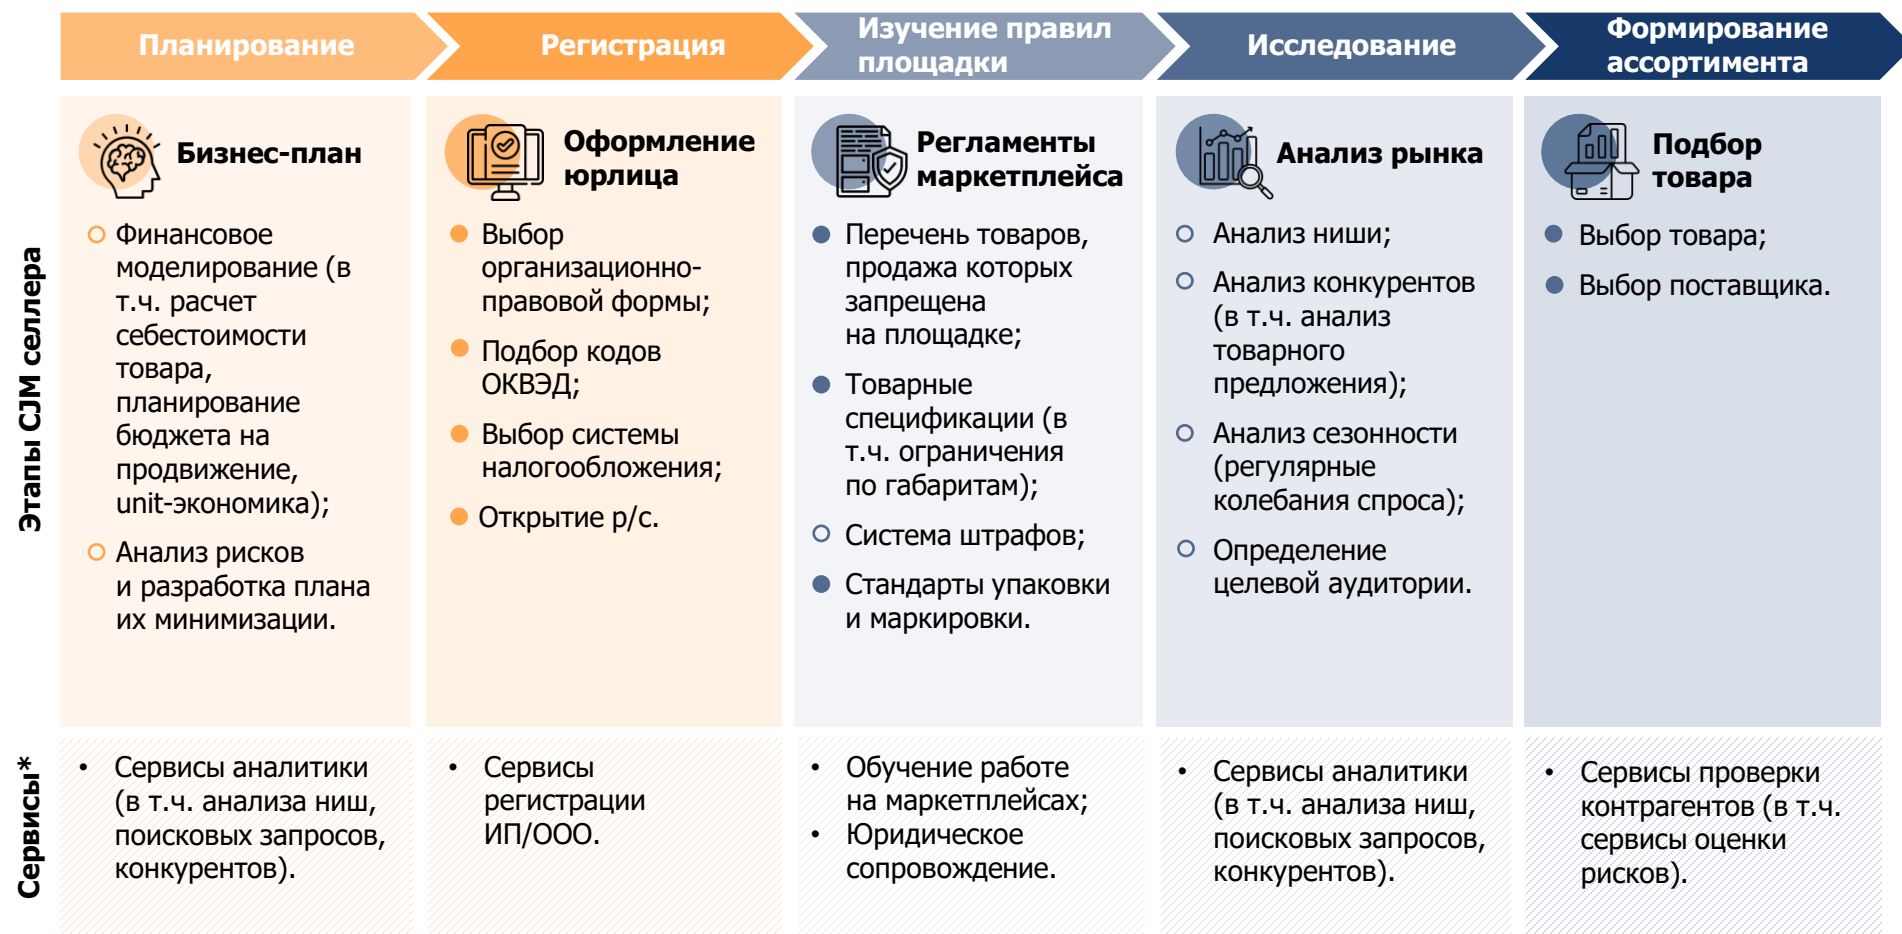 Планирование
Регистрация
Изучение правил
площадки
Исследование
Формирование
ассортимента
Этапы CJM селлера
Бизнес-план
Финансовое
моделирование (в
т.ч. расчет
себестоимости
товара,
планирование
бюджета на
продвижение,
unit-экономика);
Анализ рисков
и разработка плана
их минимизации.
Оформление
юрлица
Выбор
организационно-
правовой формы;
Подбор кодов
ОКВЭД;
Выбор системы
налогообложения;
Открытие р/с.
Регламенты
маркетплейса
Перечень товаров,
продажа которых
запрещена
на площадке;
Товарные
спецификации (в
т.ч. ограничения
по габаритам);
Система штрафов;
Стандарты упаковки
и маркировки.
Анализ рынка
Анализ ниши;
Анализ конкурентов
(в т.ч. анализ
товарного
предложения);
Анализ сезонности
(регулярные
колебания спроса);
Определение
целевой аудитории.
Подбор
товара
Выбор товара;
Выбор поставщика.
Сервисы*
• Сервисы аналитики
(в т.ч. анализа ниш,
поисковых запросов,
конкурентов).
• Сервисы
регистрации
ИП/ООО.
• Обучение работе
на маркетплейсах;
• Юридическое
сопровождение.
• Сервисы аналитики
(в т.ч. анализа ниш,
поисковых запросов,
конкурентов).
• Сервисы проверки
контрагентов (в т.ч.
сервисы оценки
рисков).